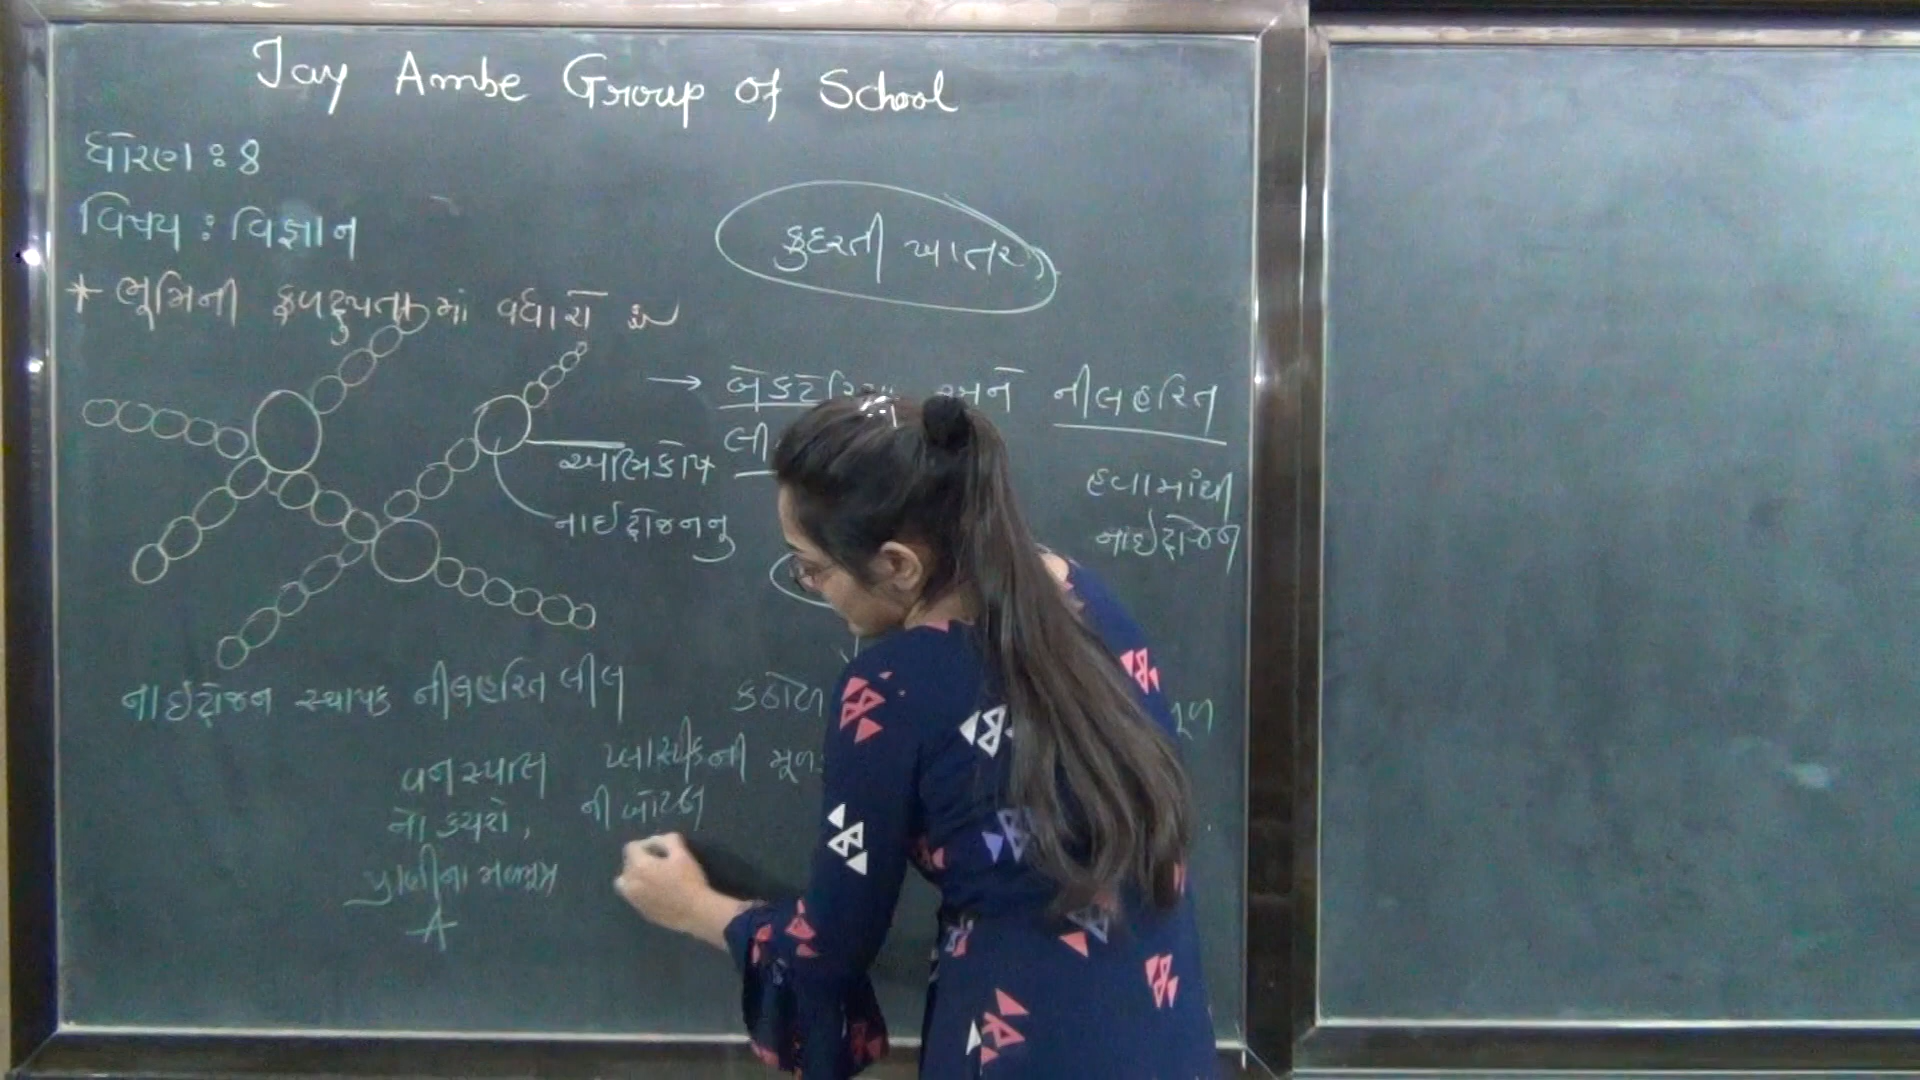 Jay Ambe Group of School
ધોરણ : 8
વિષય : વિજ્ઞાન
કુદરતી ખાતર
* ભૂમિની ફળદ્રુપતામાં વધારો :~
→ બેકટેરિયા અને નીલહરિત
લી
અભિકોષ
હવામાંથી
નાઈટ્રોજનનુ
નાઈટ્રોજન
નાઈટ્રોજન સ્થાપક નીલહરિત લીલ
કઠોળ
મૂળ
વનસ્પતિ
નો કચરો,
પ્લાસ્ટીકની
ની બોટલ
પ્રાણીના મળમૂત્ર
A